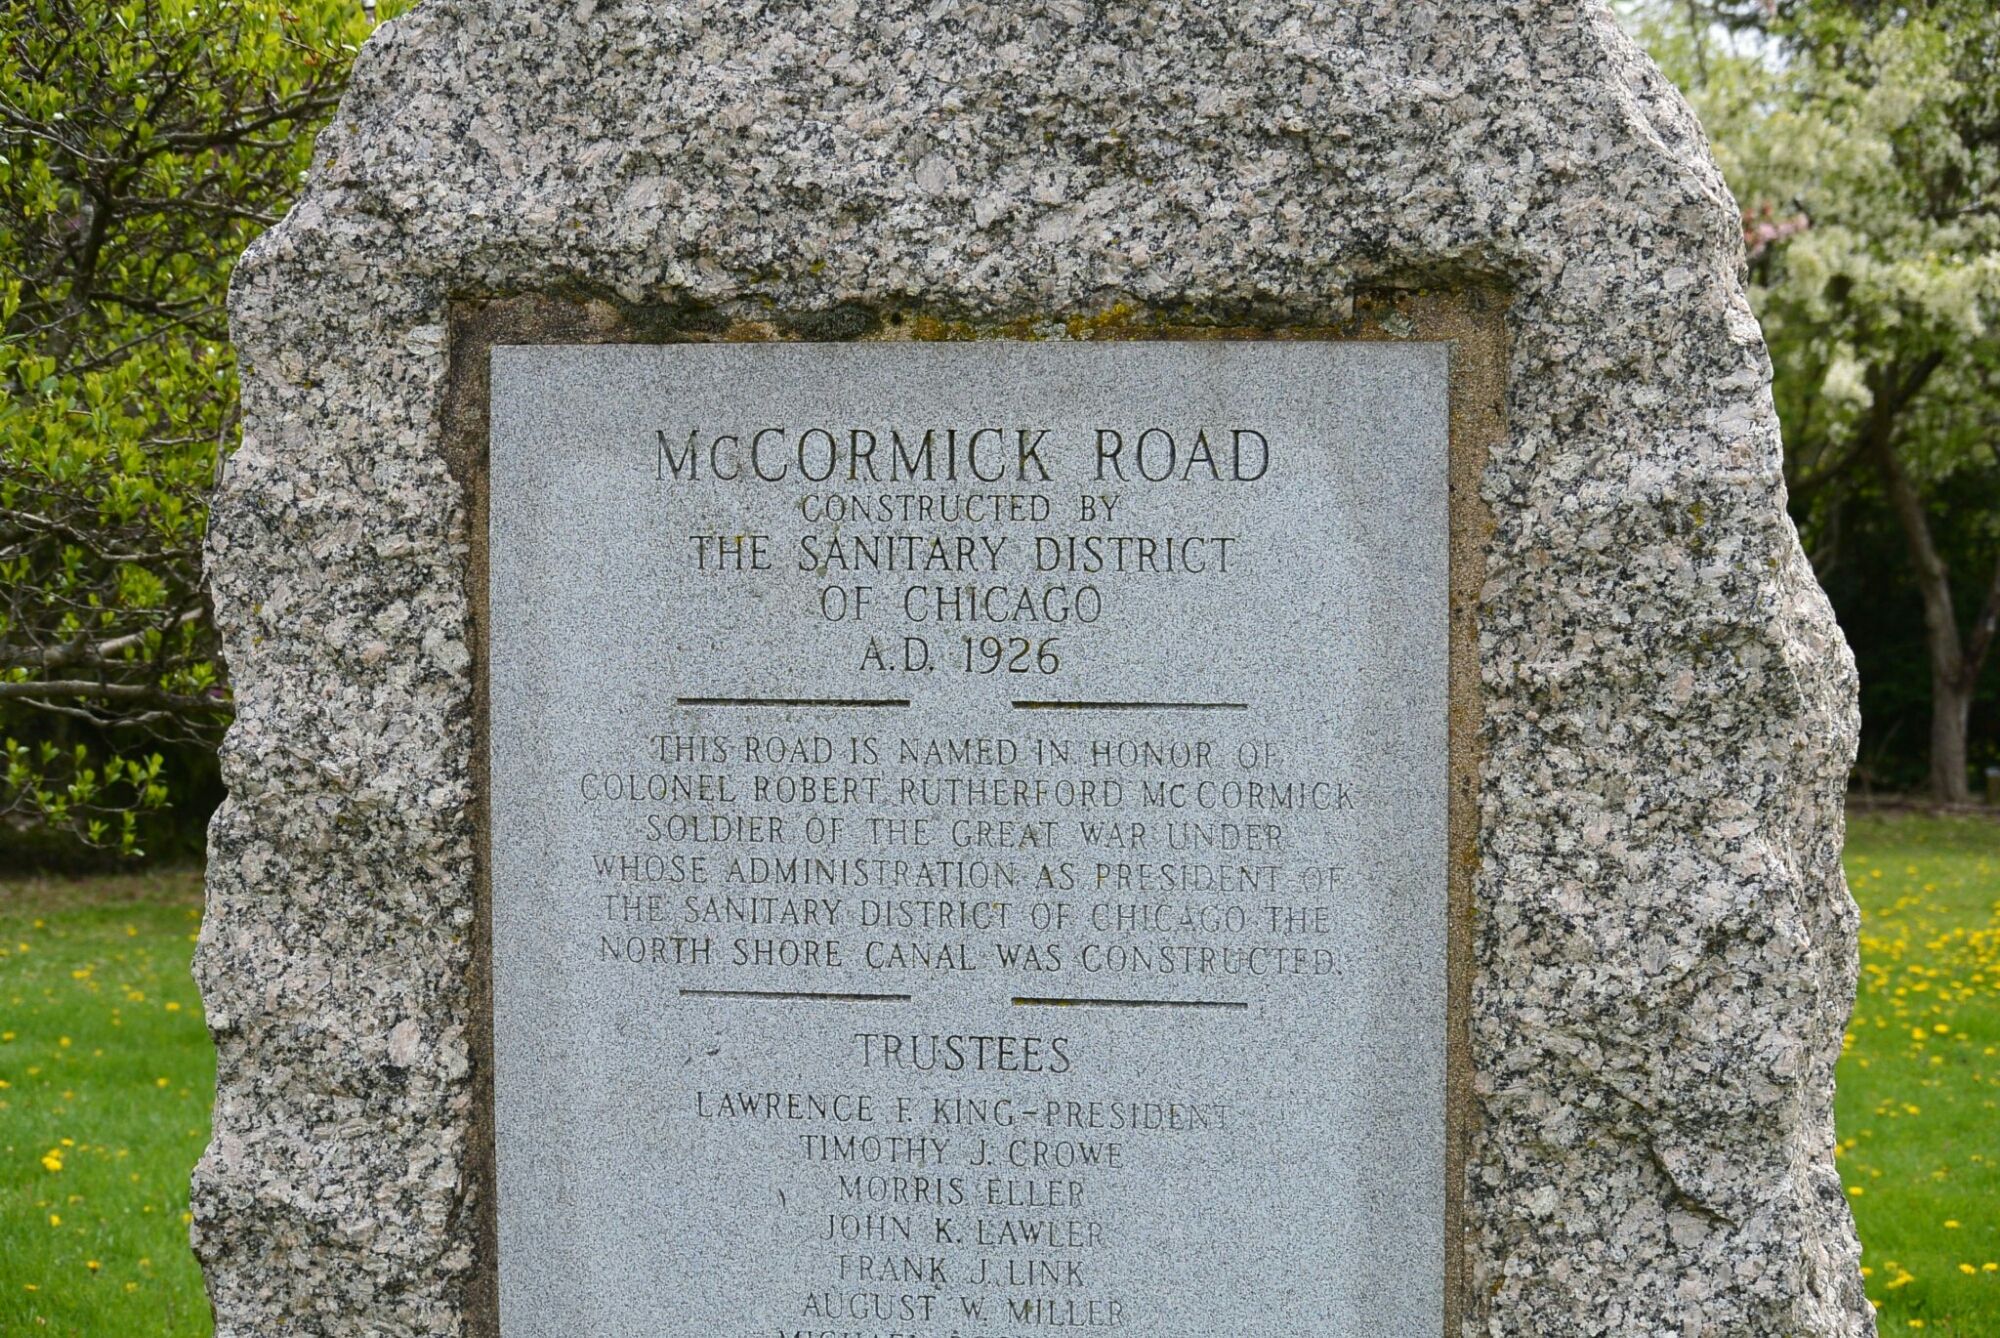 McCORMICK ROAD
CONSTRUCTED BY
THE SANITARY DISTRICT
OF CHICAGO
A.D. 1926
THIS ROAD IS NAMED IN HONOR OF
COLONEL ROBERT RUTHERFORD McCORMICK
SOLDIER OF THE GREAT WAR UNDER
WHOSE ADMINISTRATION AS PRESIDENT OF
THE SANITARY DISTRICT OF CHICAGO THE
NORTH SHORE CANAL WAS CONSTRUCTED.
TRUSTEES
LAWRENCE F. KING-PRESIDENT
TIMOTHY J. CROWE
MORRIS ELLER
JOHN K. LAWLER
FRANK J. LINK
AUGUST W. MILLER
MICHAEL